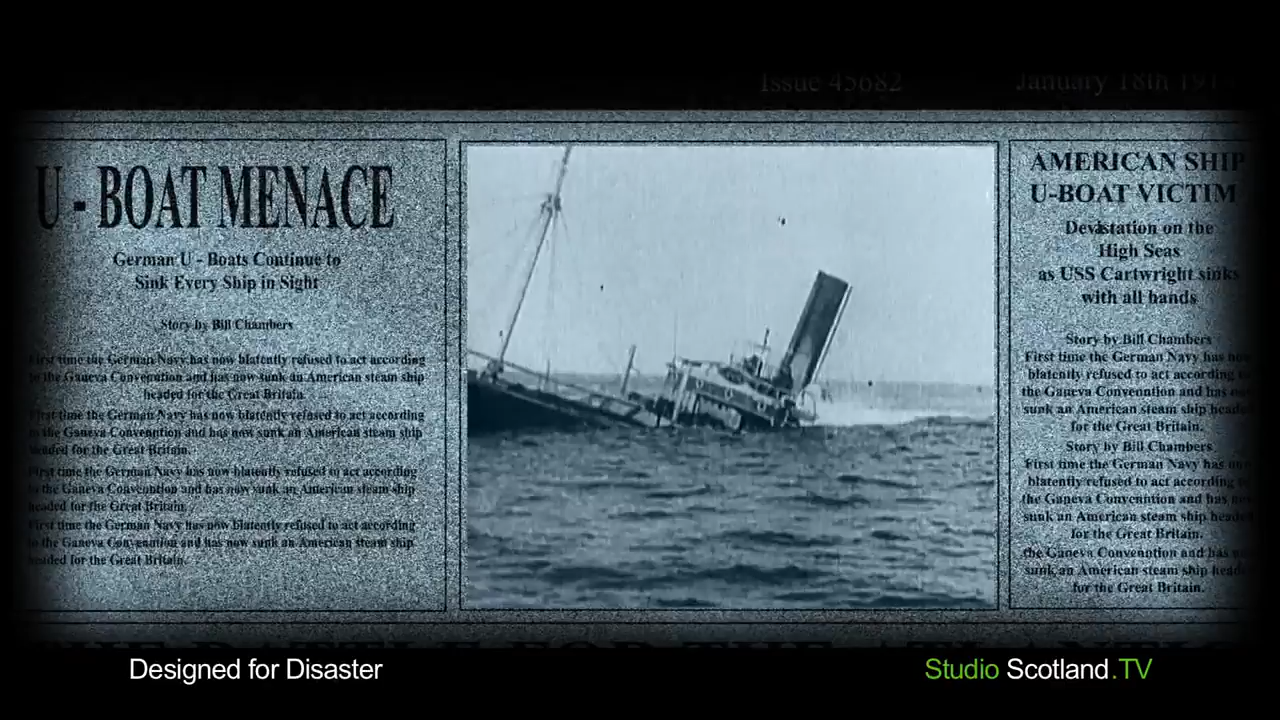 Issue 45682
January 18th 191
U - BOAT MENACE
German U - Boats Continue to
Sink Every Ship in Sight
Story by Bill Chambers
First time the German Navy has now blatently refused to act according
to the Ganeva Convenntion and has now sunk an American steam ship
headed for the Great Britain.
First time the German Navy has now blatently refused to act according
to the Ganeva Convenntion and has now sunk an American steam ship
headed for the Great Britain.
First time the German Navy has now blatently refused to act according
to the Ganeva Convenntion and has now sunk an American steam ship
headed for the Great Britain.
First time the German Navy has now blatently refused to act according
to the Ganeva Convenntion and has now sunk an American steam ship
headed for the Great Britain.
AMERICAN SHIP
U-BOAT VICTIM
Devastation on the
High Seas
as USS Cartwright sinks
with all hands
Story by Bill Chambers
First time the German Navy has now
blatently refused to act according to
the Ganeva Convenntion and has now
sunk an American steam ship headed
for the Great Britain.
Story by Bill Chambers
First time the German Navy has now
blatently refused to act according to
the Ganeva Convenntion and has now
sunk an American steam ship headed
for the Great Britain.
the Ganeva Convenntion and has now
sunk an American steam ship headed
for the Great Britain.
Designed for Disaster
Studio Scotland.TV